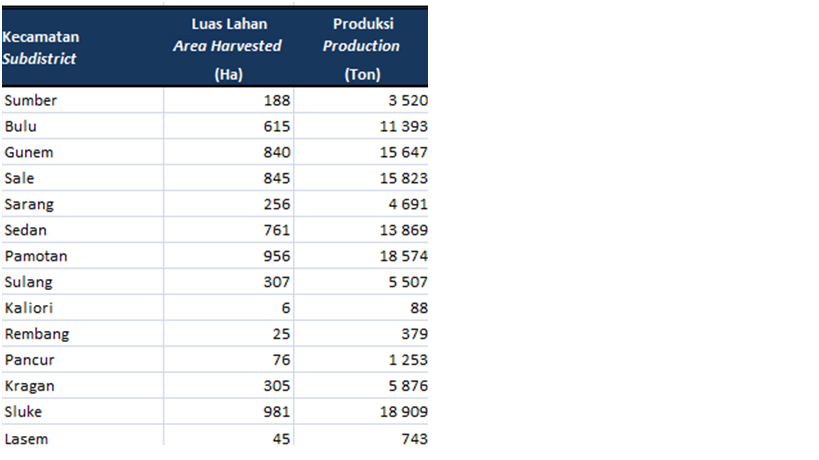 Kecamatan
Subdistrict
Luas Lahan
Area Harvested
(Ha)
Produksi
Production
(Ton)
Sumber 188 3 520
Bulu 615 11 393
Gunem 840 15 647
Sale 845 15 823
Sarang 256 4 691
Sedan 761 13 869
Pamotan 956 18 574
Sulang 307 5 507
Kaliori 6 88
Rembang 25 379
Pancur 76 1 253
Kragan 305 5 876
Sluke 981 18 909
Lasem 45 743